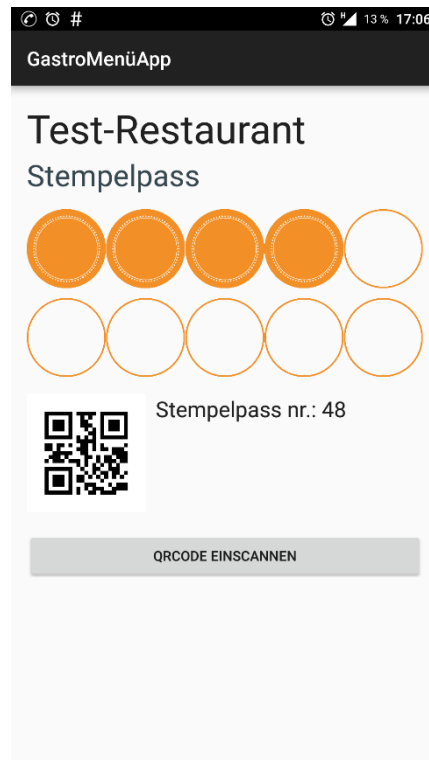 # 13 % 17:06
GastroMenüApp
Test-Restaurant
Stempelpass
Stempelpass nr.: 48
QRCODE EINSCANNEN